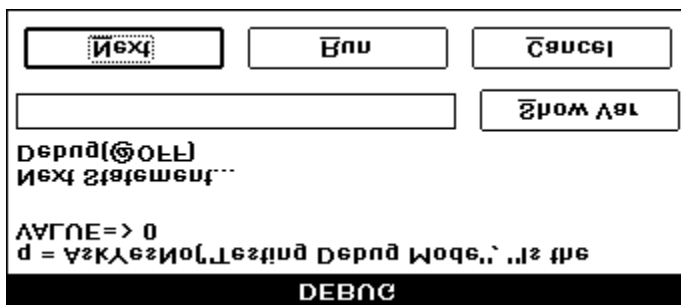 DEBUG
q = AskYesNo("Testing Debug Mode", "Is the
VALUE=> 0
Next Statement...
Debug(@OFF)
Show Var
Next Run Cancel